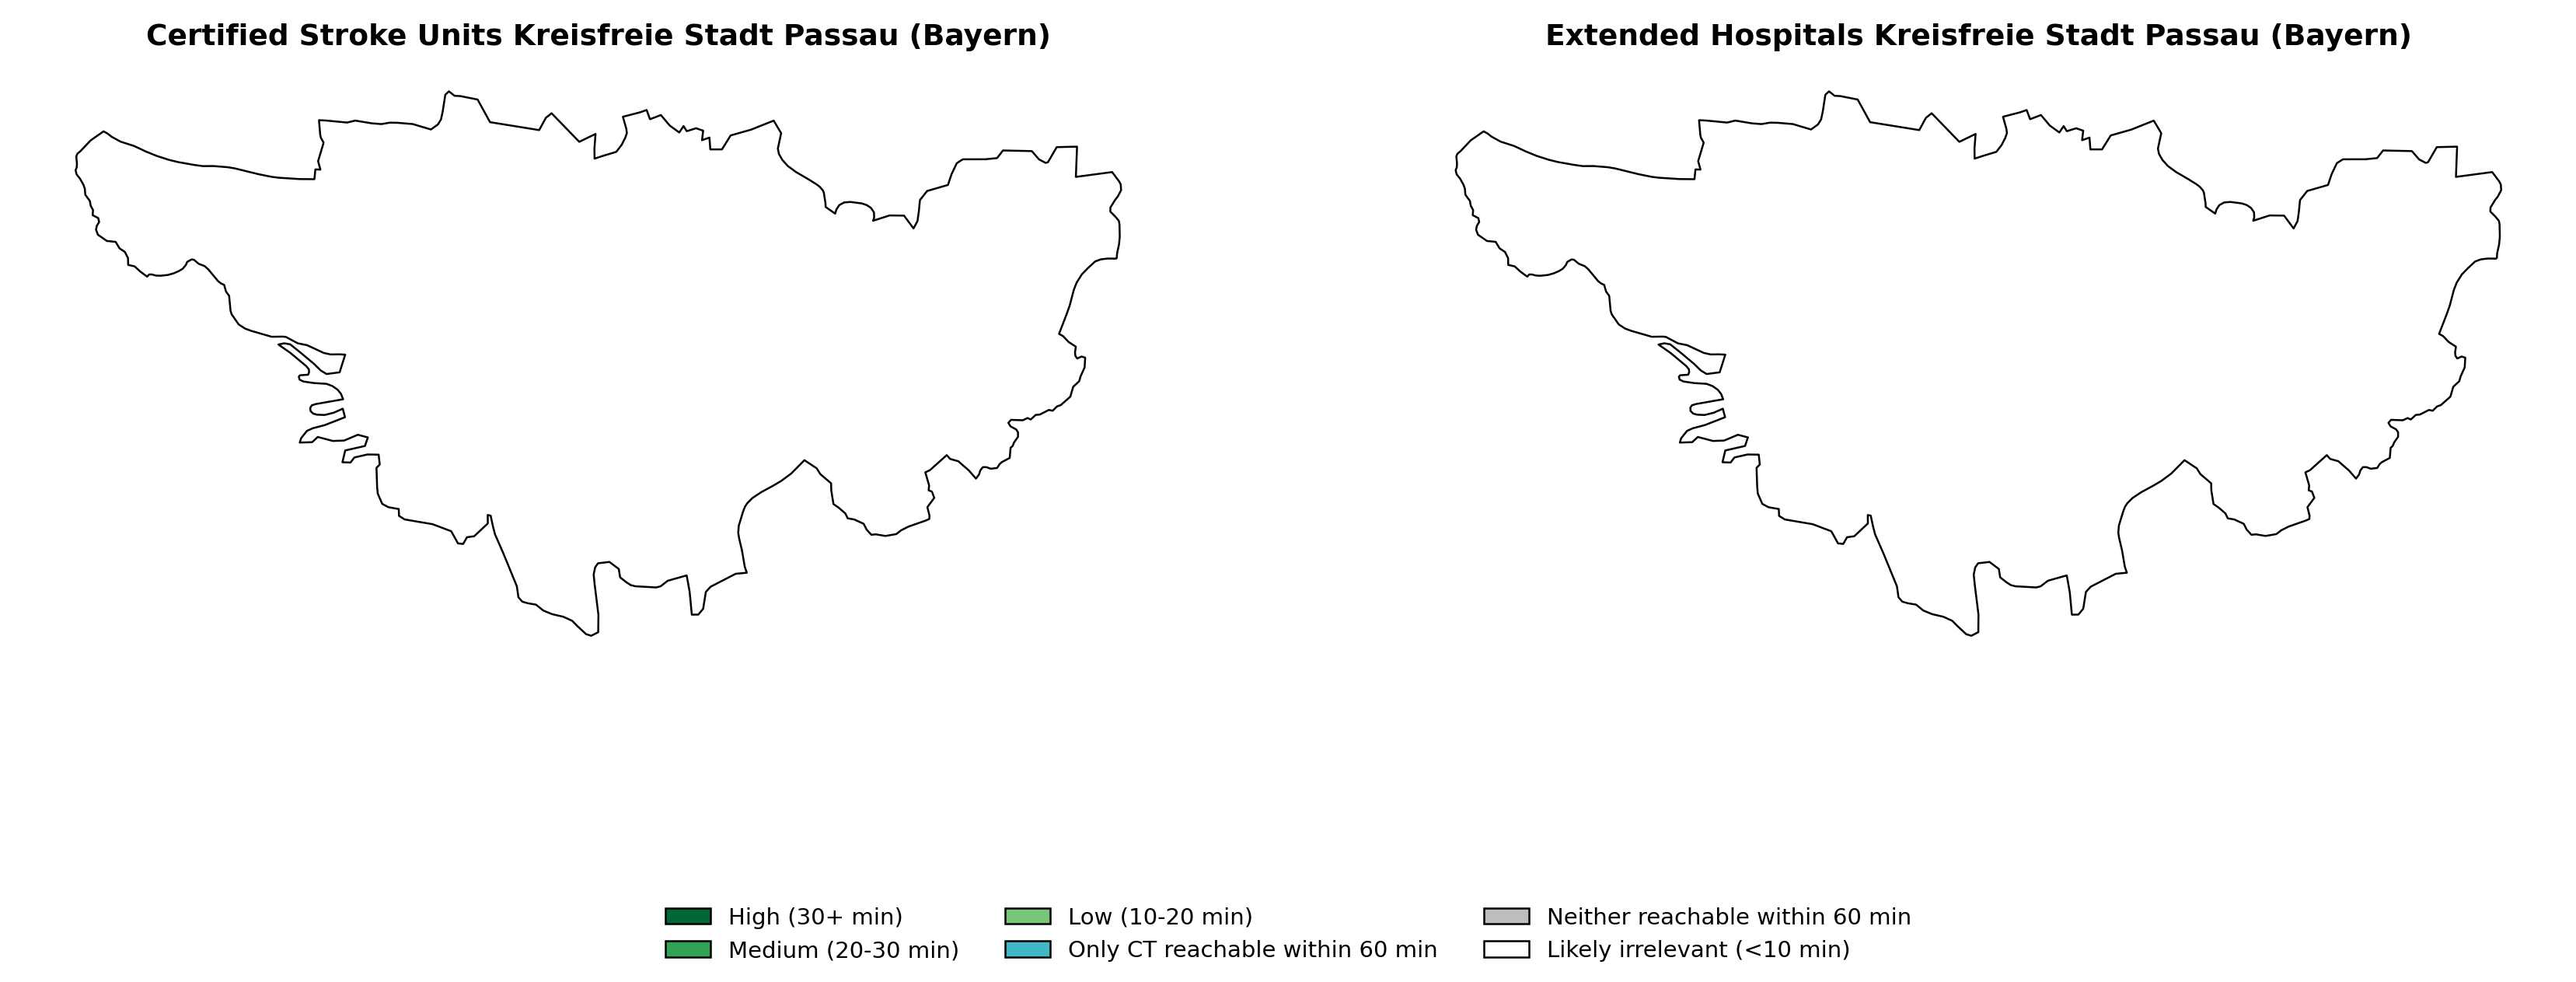 Certified Stroke Units Kreisfreie Stadt Passau (Bayern)
Extended Hospitals Kreisfreie Stadt Passau (Bayern)
High (30+ min)
Medium (20-30 min)
Low (10-20 min)
Only CT reachable within 60 min
Neither reachable within 60 min
Likely irrelevant (<10 min)